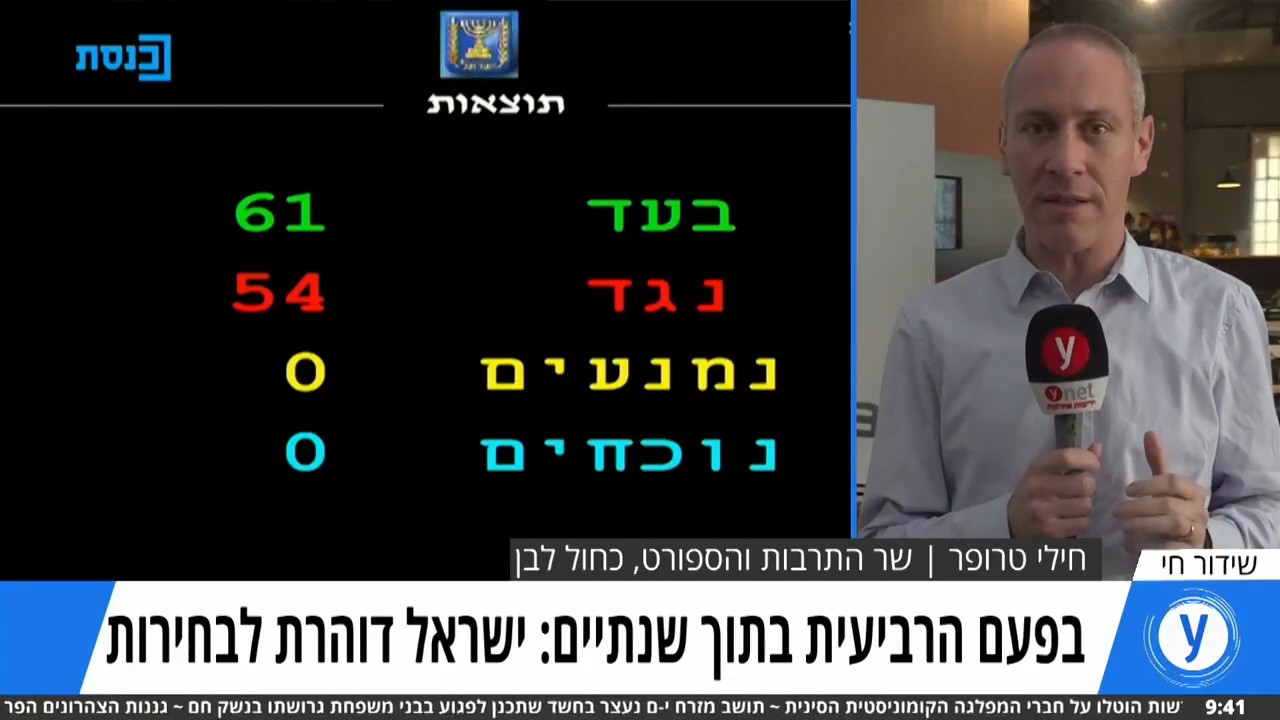 כנסת
תוצאות
בעד 61
נגד 54
נמנעים 0
נוכחים 0
y
ynet
ידיעות אחרונות
חילי טרופר | שר התרבות והספורט, כחול לבן
שידור חי
בפעם הרביעית בתוך שנתיים: ישראל דוהרת לבחירות
y
9:41 שות הוטלו על חברי המפלגה הקומוניסטית הסינית ~ תושב מזרח י-ם נעצר בחשד שתכנן לפגוע בבני משפחת גרושתו בנשק חם ~ גננות הצהרונים הפר